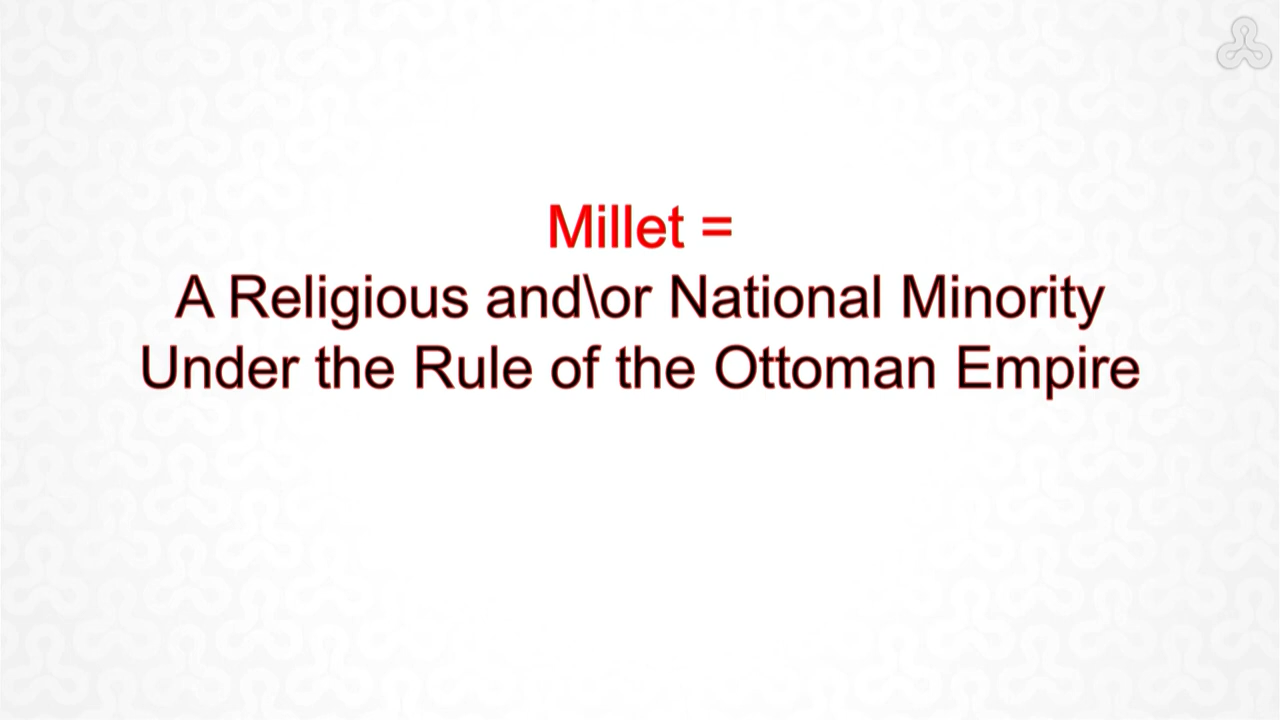 Millet =
A Religious and\or National Minority
Under the Rule of the Ottoman Empire